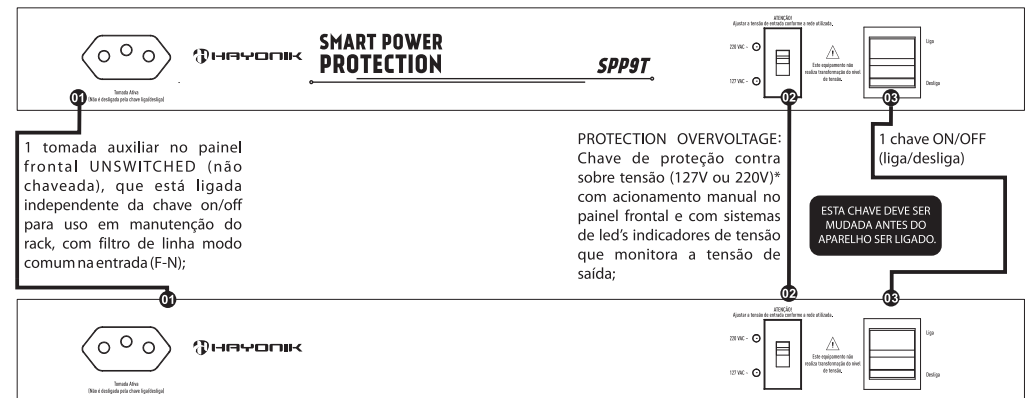 HAYONIK
SMART POWER
PROTECTION
SPP9T
ATENÇÃO!
Ajustar a tensão de entrada conforme a rede utilizada.
220 VAC ~
127 VAC ~
Este equipamento não
realiza transformação do nível
de tensão.
Liga
Desliga
Tomada Ativa
(Não é desligada pela chave liga/desliga)
01
02
03
1 tomada auxiliar no painel
frontal UNSWITCHED (não
chaveada), que está ligada
independente da chave on/off
para uso em manutenção do
rack, com filtro de linha modo
comum na entrada (F-N);
PROTECTION OVERVOLTAGE:
Chave de proteção contra
sobre tensão (127V ou 220V)*
com acionamento manual no
painel frontal e com sistemas
de led's indicadores de tensão
que monitora a tensão de
saída;
1 chave ON/OFF
(liga/desliga)
ESTA CHAVE DEVE SER
MUDADA ANTES DO
APARELHO SER LIGADO.
01
02
03
HAYONIK
ATENÇÃO!
Ajustar a tensão de entrada conforme a rede utilizada.
220 VAC ~
127 VAC ~
Este equipamento não
realiza transformação do nível
de tensão.
Liga
Desliga
Tomada Ativa
(Não é desligada pela chave liga/desliga)